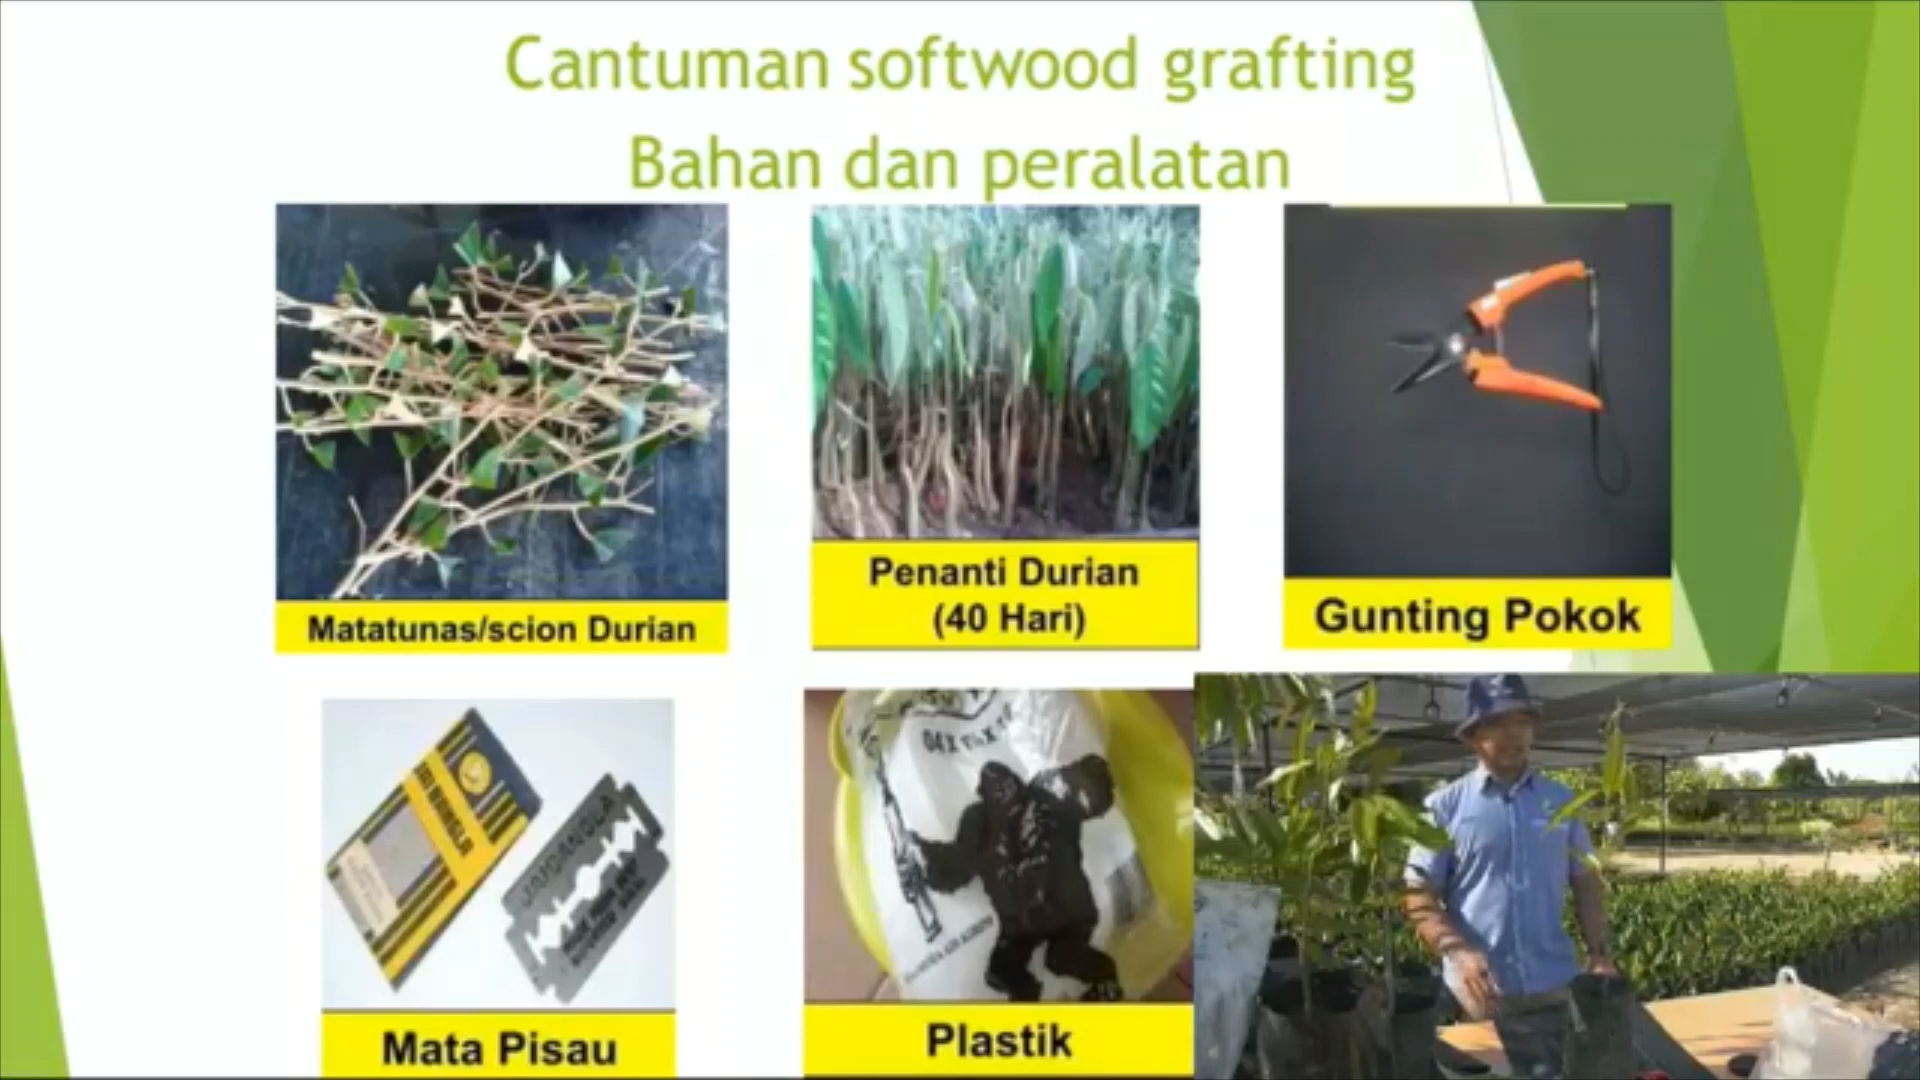 Cantuman softwood grafting
Bahan dan peralatan
Matatunas/scion Durian
Penanti Durian
(40 Hari)
Gunting Pokok
Mata Pisau
Plastik